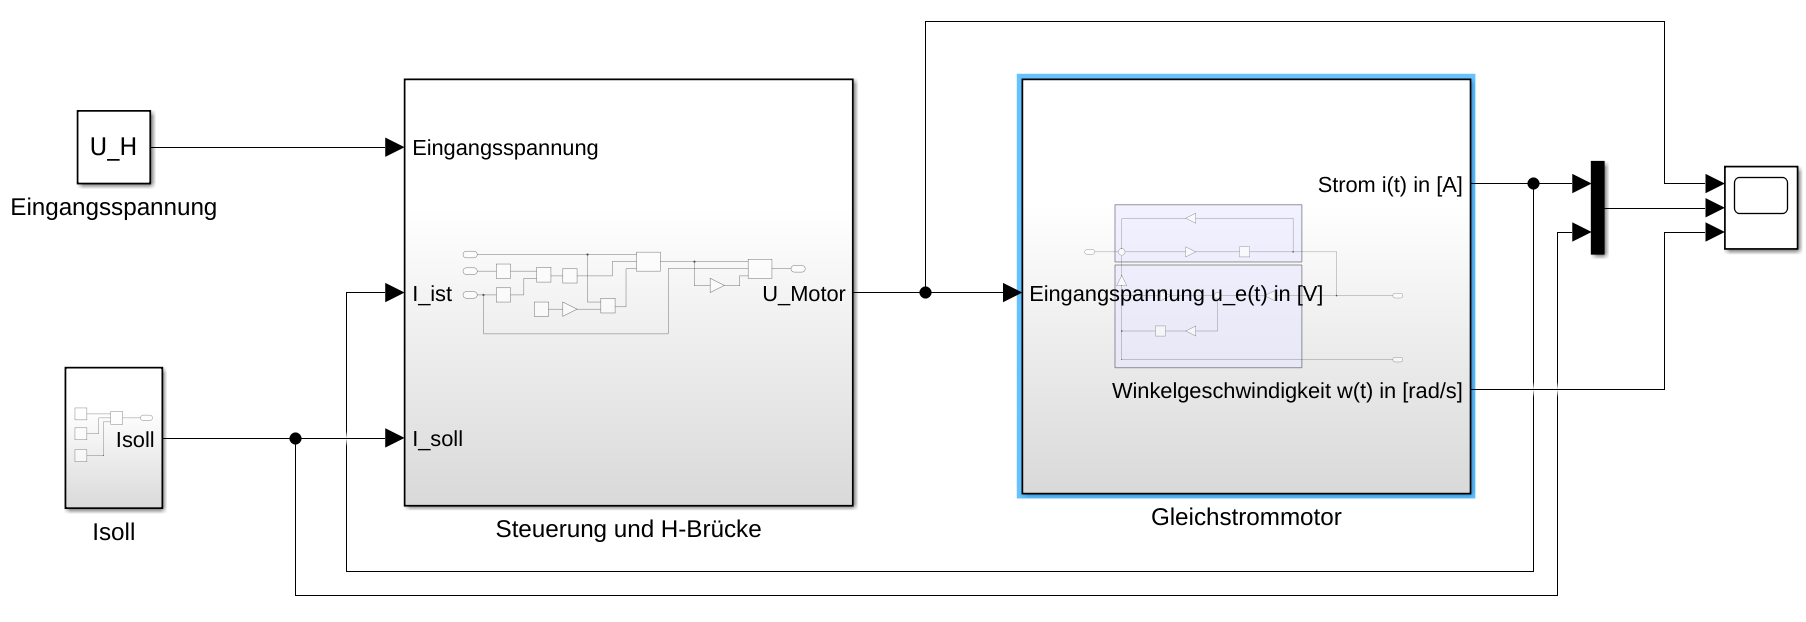 U_H
Eingangsspannung
Eingangsspannung
I_ist
I_soll
U_Motor
Steuerung und H-Brücke
Isoll
Isoll
Strom i(t) in [A]
Eingangspannung u_e(t) in [V]
Winkelgeschwindigkeit w(t) in [rad/s]
Gleichstrommotor